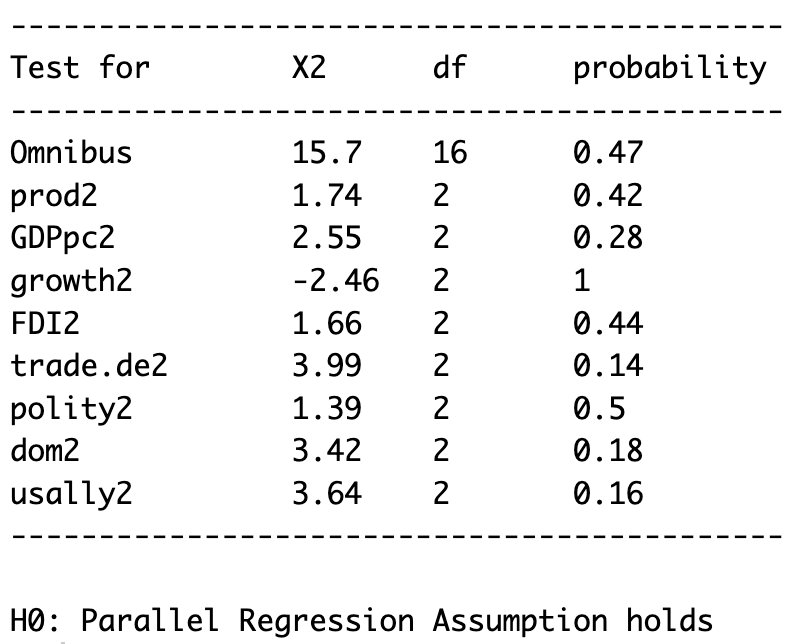 --------------------------------------------
Test for        X2      df      probability
--------------------------------------------
Omnibus         15.7    16      0.47
prod2           1.74    2       0.42
GDPpc2          2.55    2       0.28
growth2         -2.46   2       1
FDI2            1.66    2       0.44
trade.de2       3.99    2       0.14
polity2         1.39    2       0.5
dom2            3.42    2       0.18
usally2         3.64    2       0.16
--------------------------------------------
H0: Parallel Regression Assumption holds